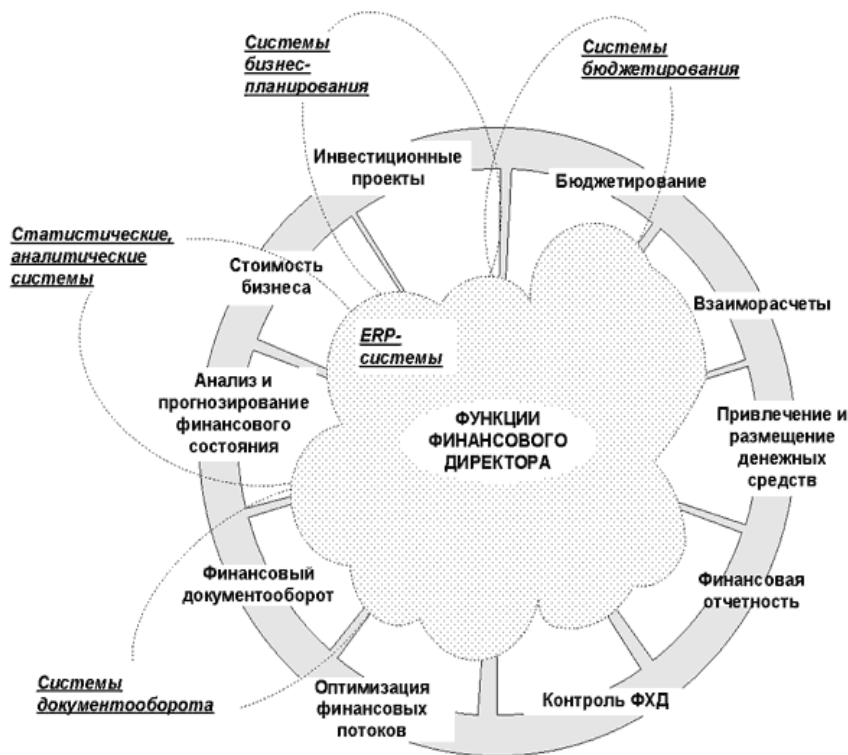 Системы
бизнес-
планирования
Системы
бюджетирования
Инвестиционные
проекты
Бюджетирование
Статистические,
аналитические
системы
Стоимость
бизнеса
Взаиморасчеты
ERP-
системы
Анализ и
прогнозирование
финансового
состояния
ФУНКЦИИ
ФИНАНСОВОГО
ДИРЕКТОРА
Привлечение и
размещение
денежных
средств
Финансовый
документооборот
Финансовая
отчетность
Системы
документооборота
Оптимизация
финансовых
потоков
Контроль ФХД